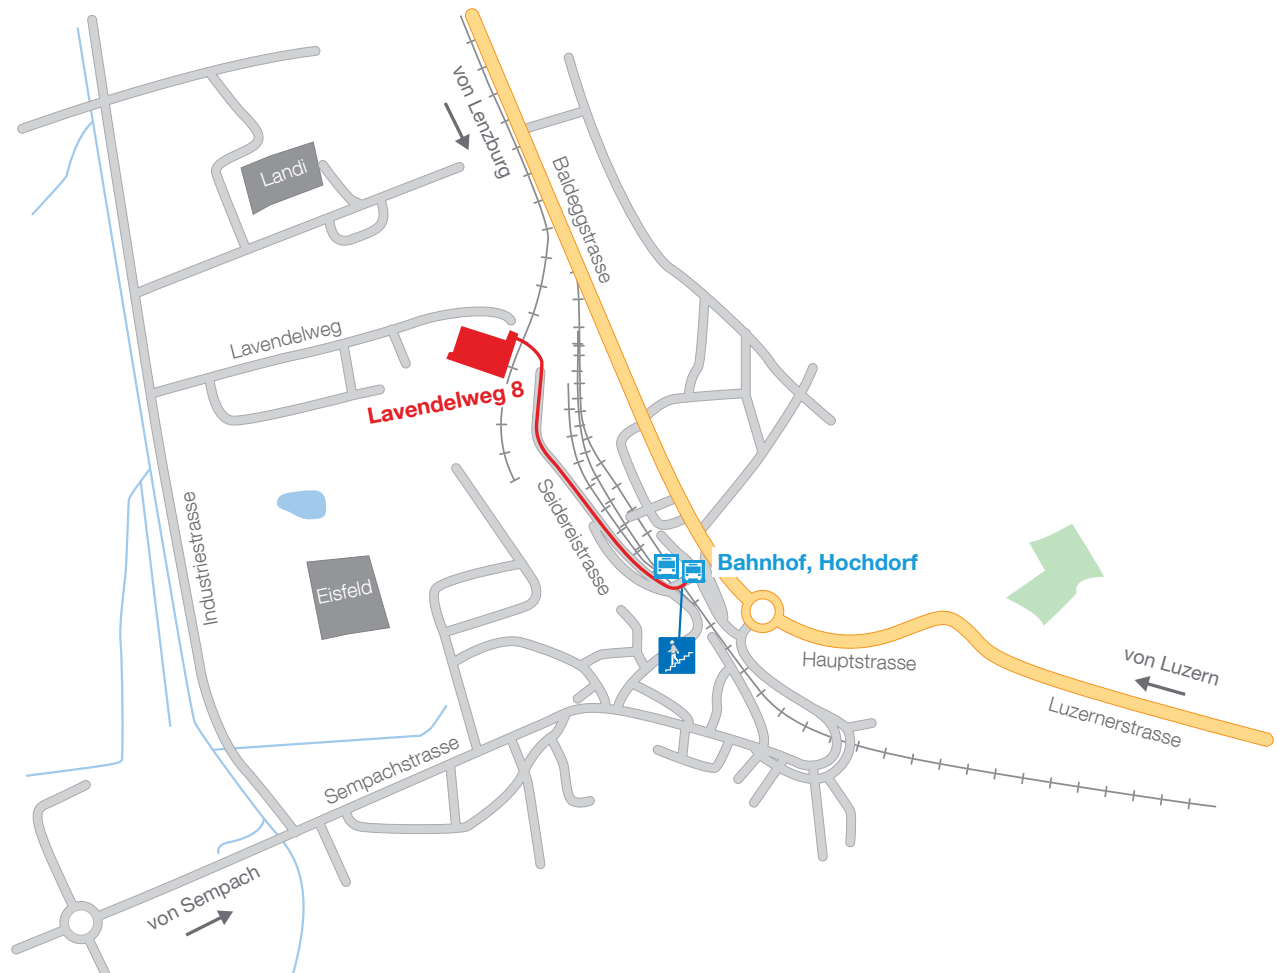 von Lenzburg
Baldeggstrasse
Landi
Lavendelweg
Lavendelweg 8
Industriestrasse
Seidereistrasse
Eisfeld
Bahnhof, Hochdorf
Hauptstrasse
von Luzern
Luzernerstrasse
Sempachstrasse
von Sempach